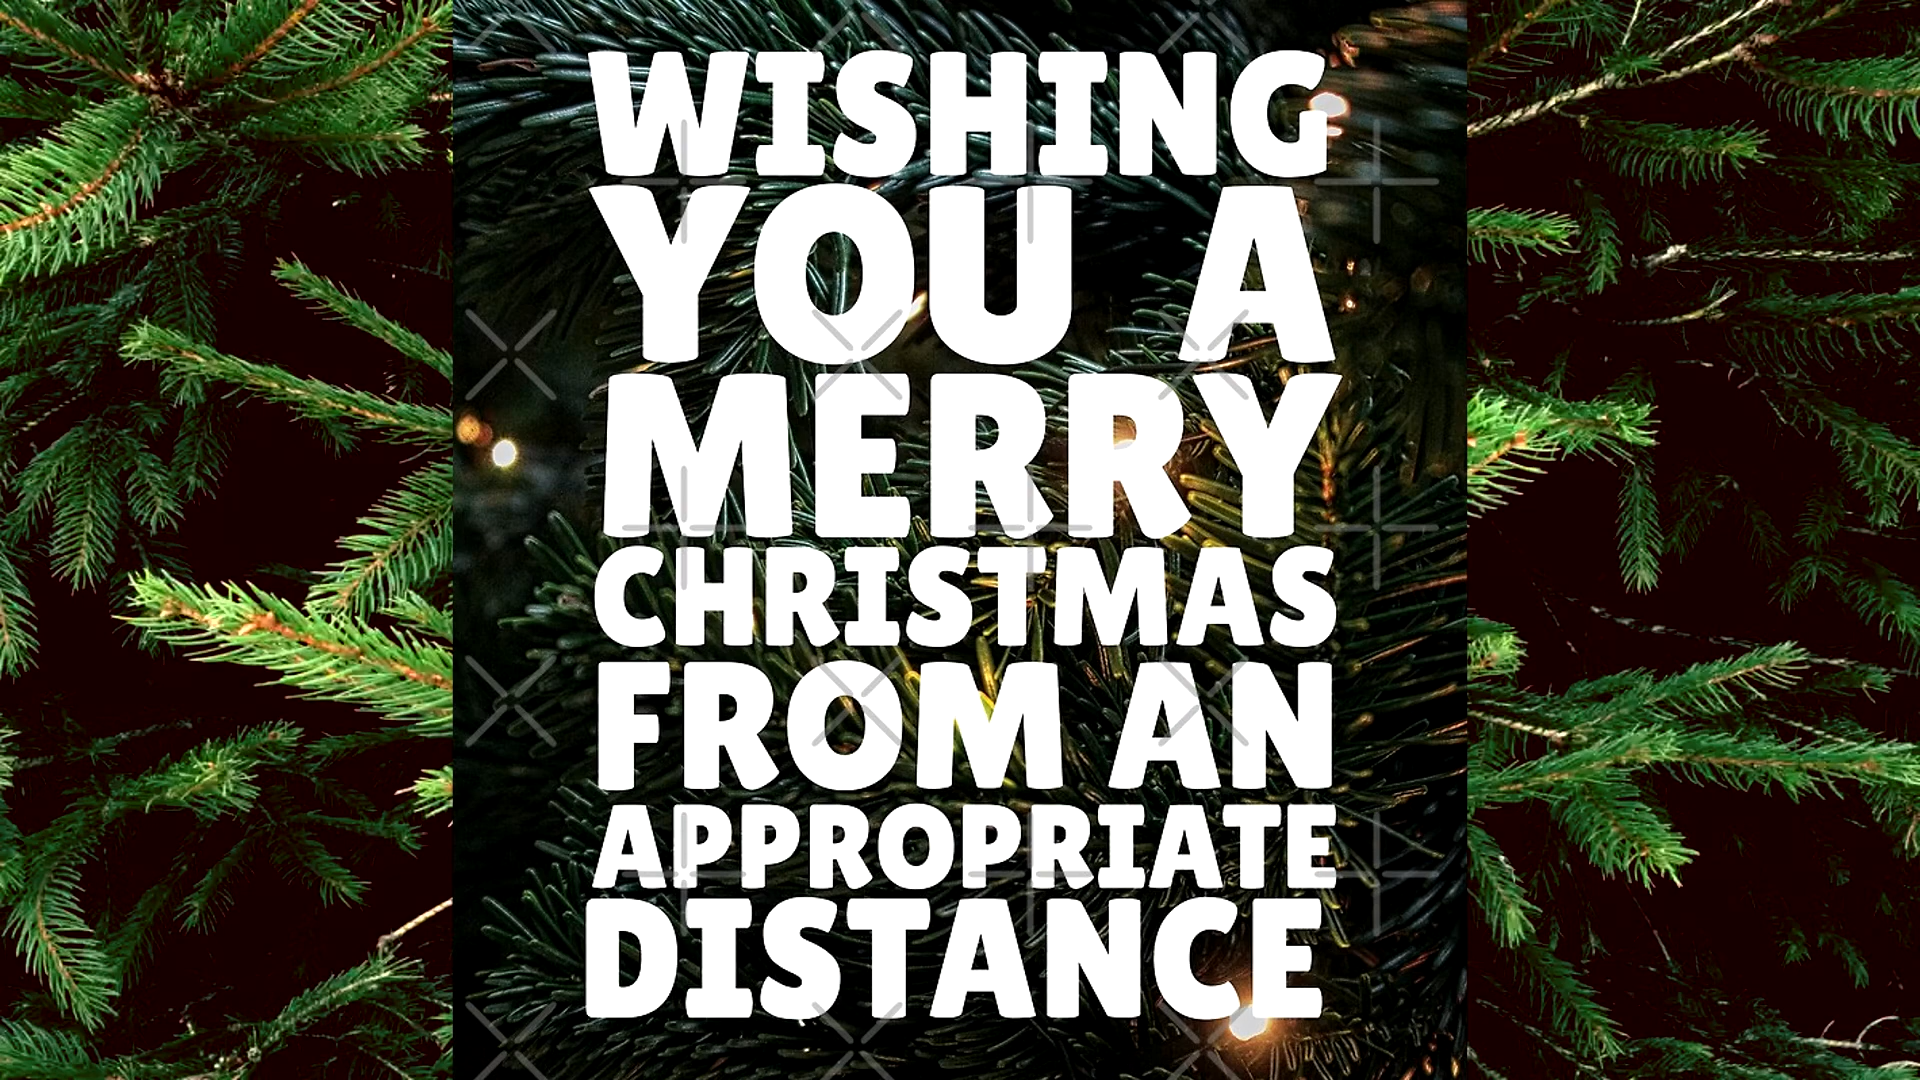 WISHING
YOU A
MERRY
CHRISTMAS
FROM AN
APPROPRIATE
DISTANCE